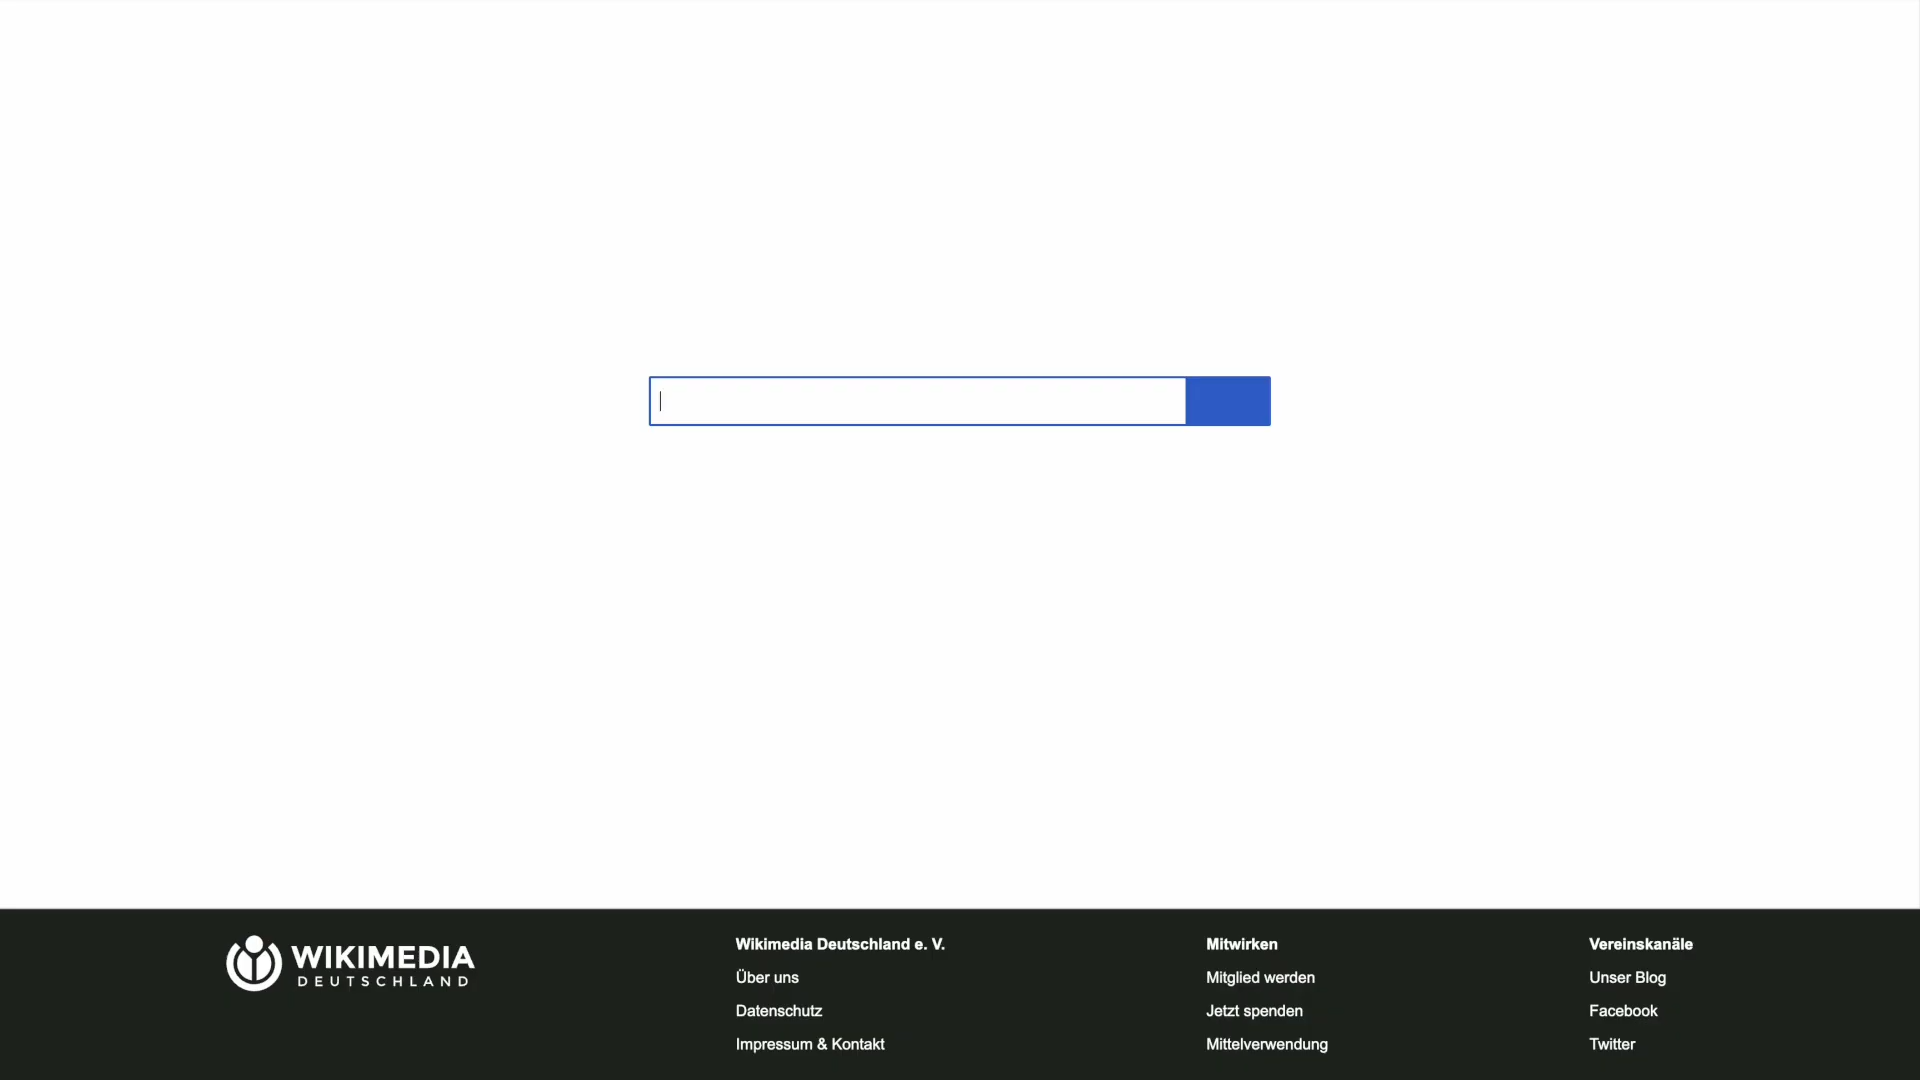 WIKIMEDIA
DEUTSCHLAND
Wikimedia Deutschland e. V.
Über uns
Datenschutz
Impressum & Kontakt
Mitwirken
Mitglied werden
Jetzt spenden
Mittelverwendung
Vereinskanäle
Unser Blog
Facebook
Twitter